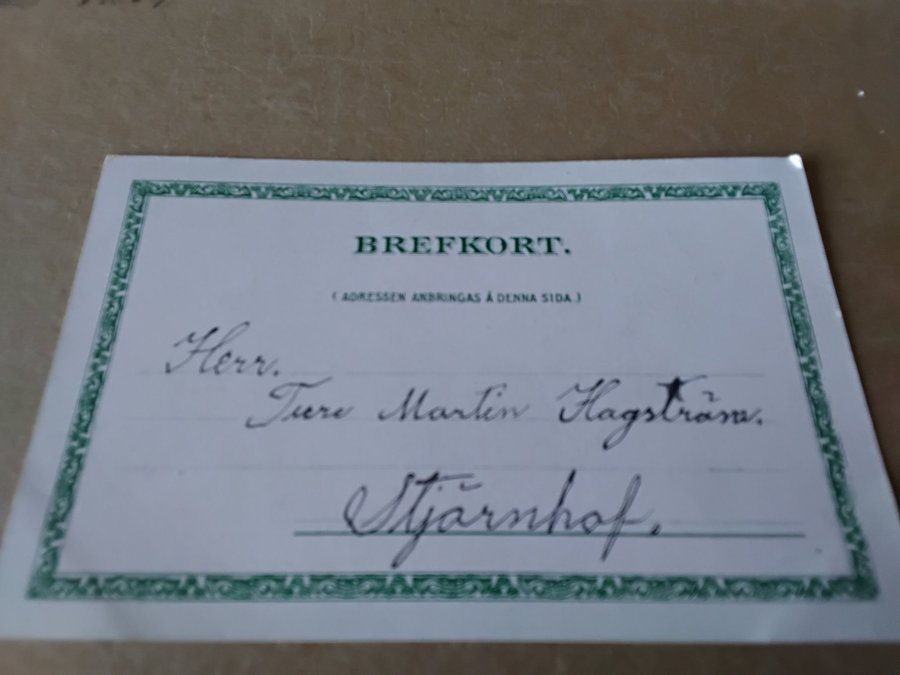 BREFKORT.
(ADRESSEN ANBRINGAS Å DENNA SIDA.)
Herr.
Ture Martin Hagström.
Stjärnhof.